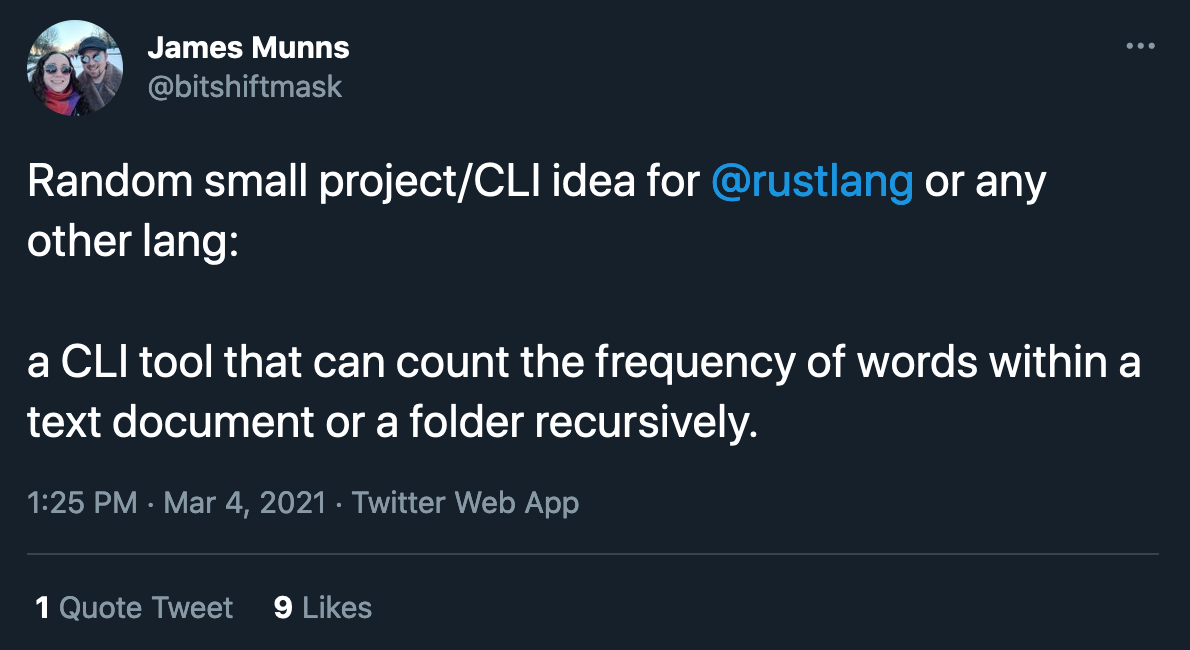 James Munns
@bitshiftmask
Random small project/CLI idea for @rustlang or any
other lang:
a CLI tool that can count the frequency of words within a
text document or a folder recursively.
1:25 PM · Mar 4, 2021 · Twitter Web App
1 Quote Tweet 9 Likes